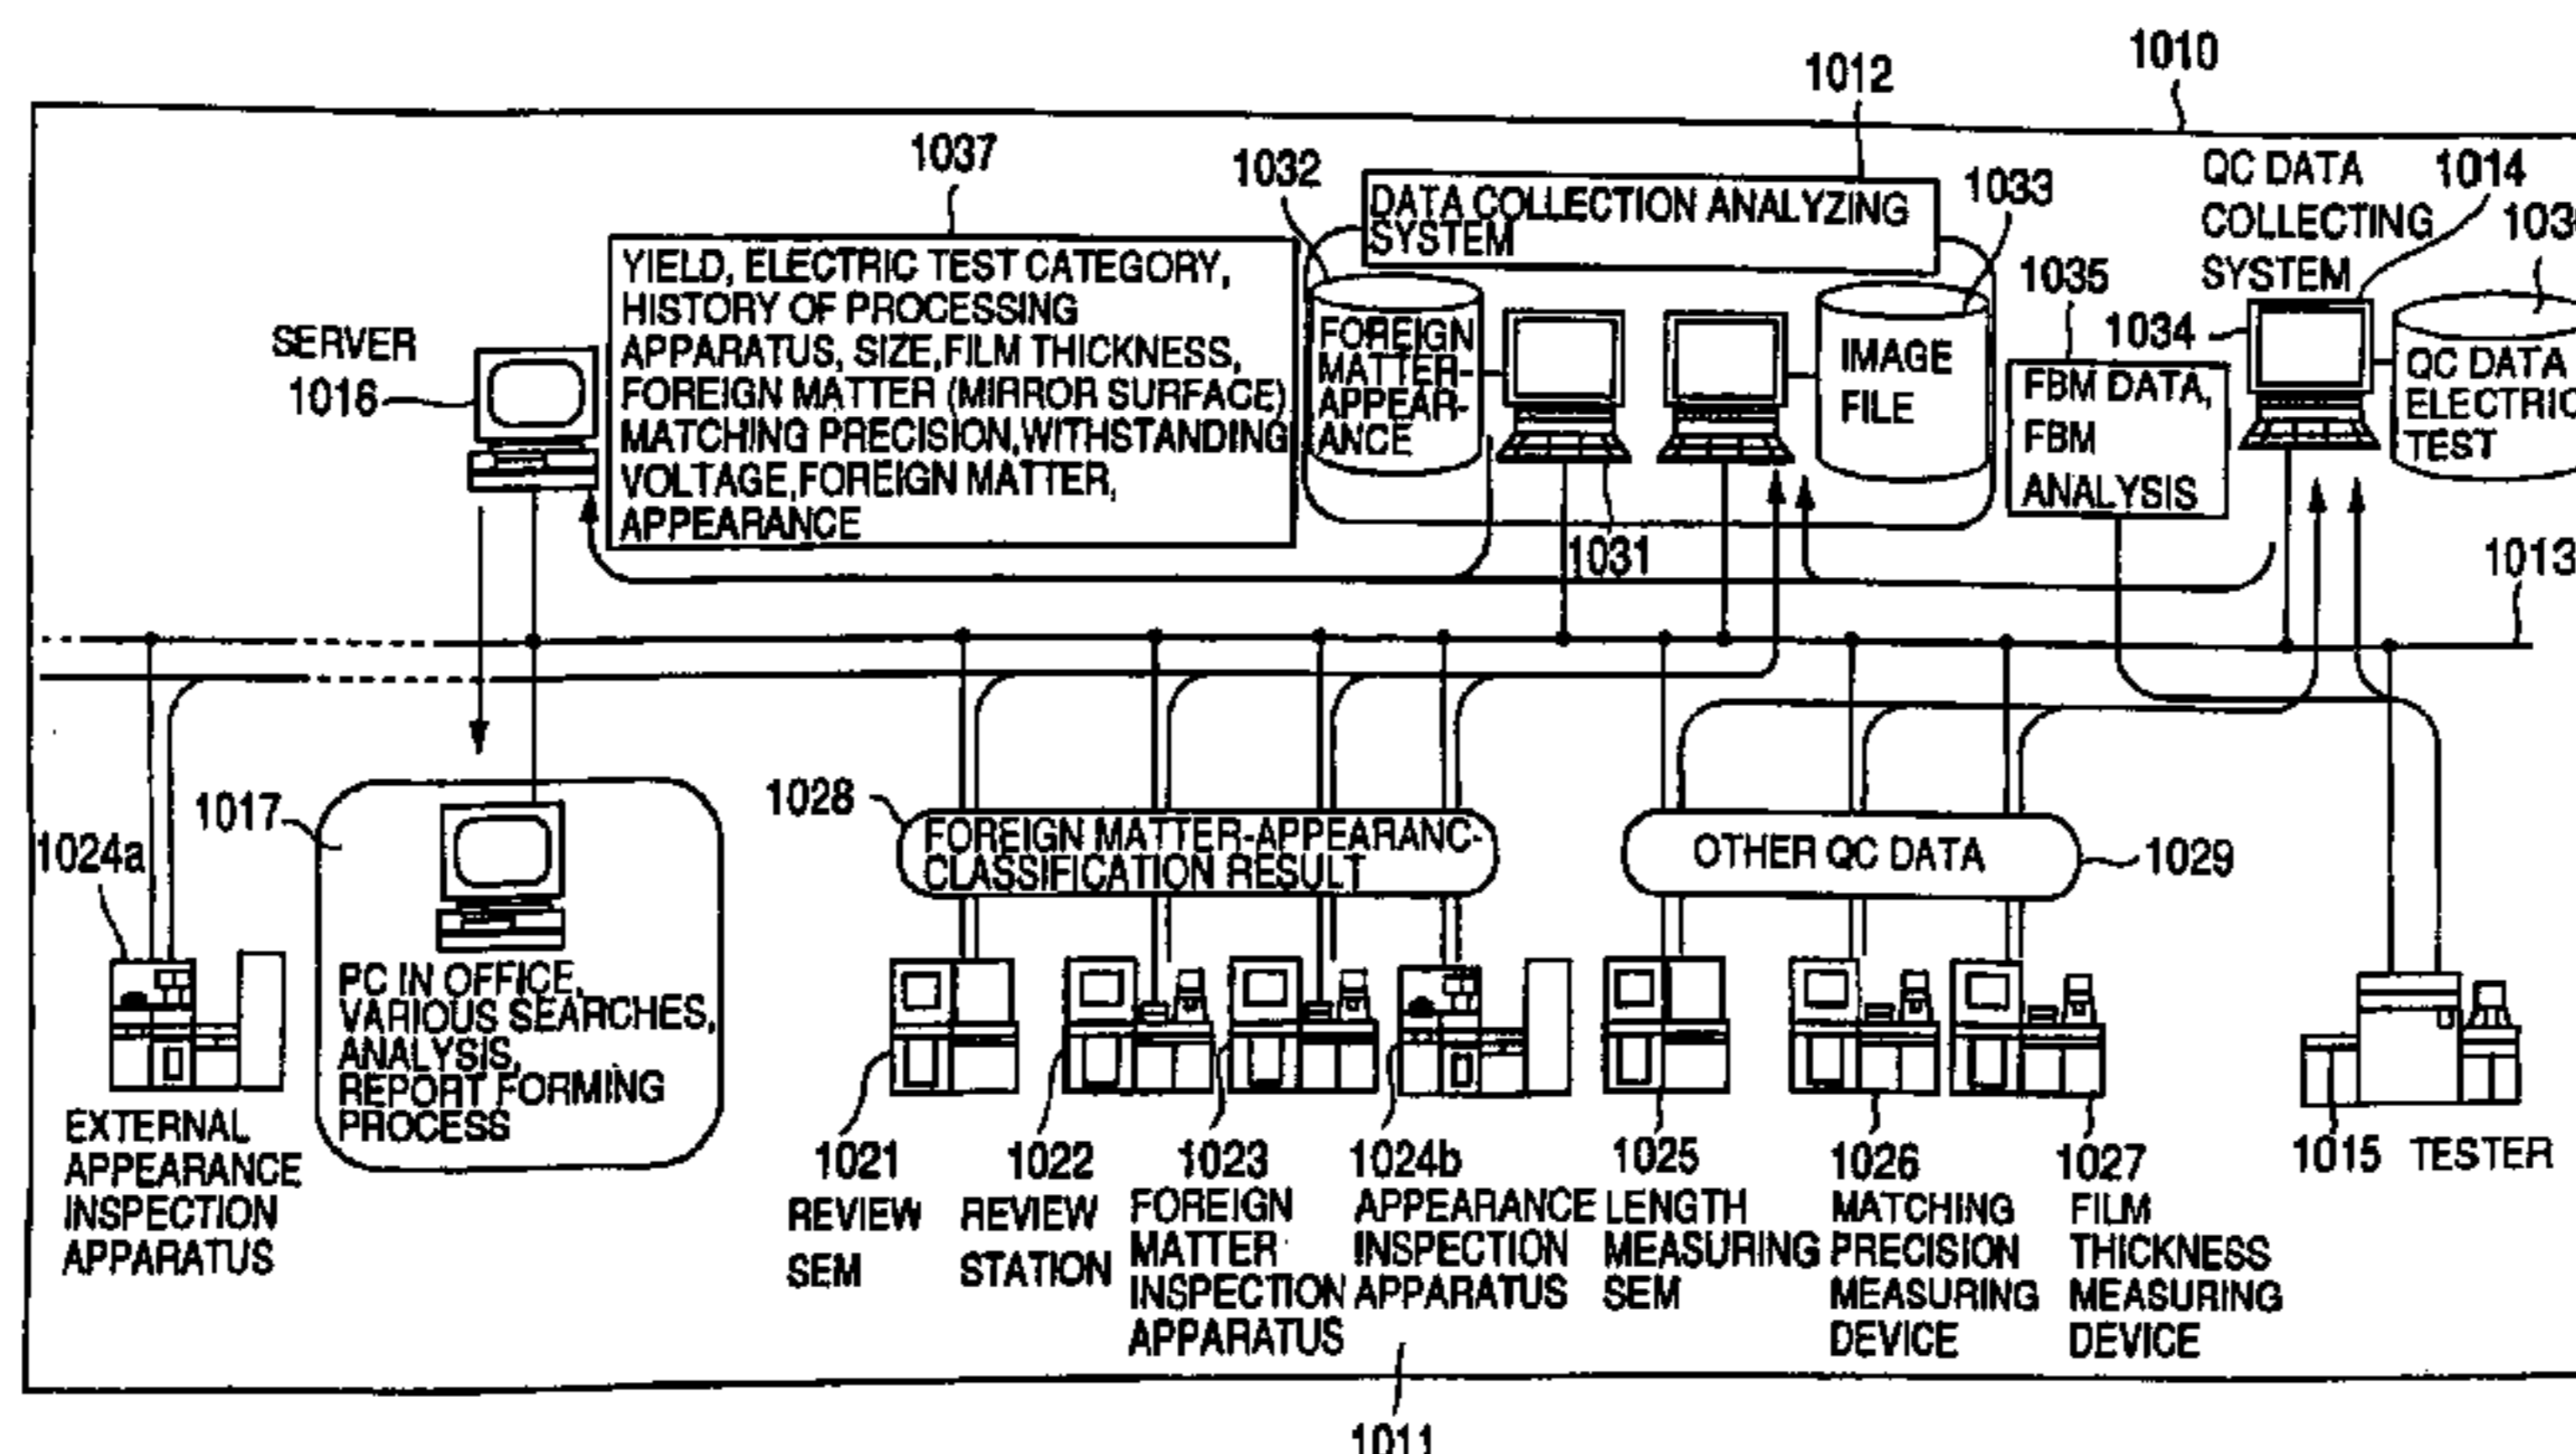 1010
1012
1037
1032
DATA COLLECTION ANALYZING
SYSTEM
1033
QC DATA
COLLECTING
SYSTEM
1014
1035
1034
SERVER
1016
YIELD, ELECTRIC TEST CATEGORY,
HISTORY OF PROCESSING
APPARATUS, SIZE,FILM THICKNESS,
FOREIGN MATTER (MIRROR SURFACE)
MATCHING PRECISION,WITHSTANDING
VOLTAGE,FOREIGN MATTER,
APPEARANCE
FOREIGN
MATTER-
APPEAR-
ANCE
IMAGE
FILE
FBM DATA,
FBM
ANALYSIS
QC DATA
ELECTRIC
TEST
1031
1013
1024a
1017
PC IN OFFICE,
VARIOUS SEARCHES,
ANALYSIS,
REPORT FORMING
PROCESS
1028
FOREIGN MATTER-APPEARANC-
CLASSIFICATION RESULT
OTHER QC DATA
1029
EXTERNAL
APPEARANCE
INSPECTION
APPARATUS
1021
REVIEW
SEM
1022
REVIEW
STATION
1023
FOREIGN
MATTER
INSPECTION
APPARATUS
1024b
APPEARANCE
INSPECTION
APPARATUS
1025
LENGTH
MEASURING
SEM
1026
MATCHING
PRECISION
MEASURING
DEVICE
1027
FILM
THICKNESS
MEASURING
DEVICE
1015 TESTER
1011